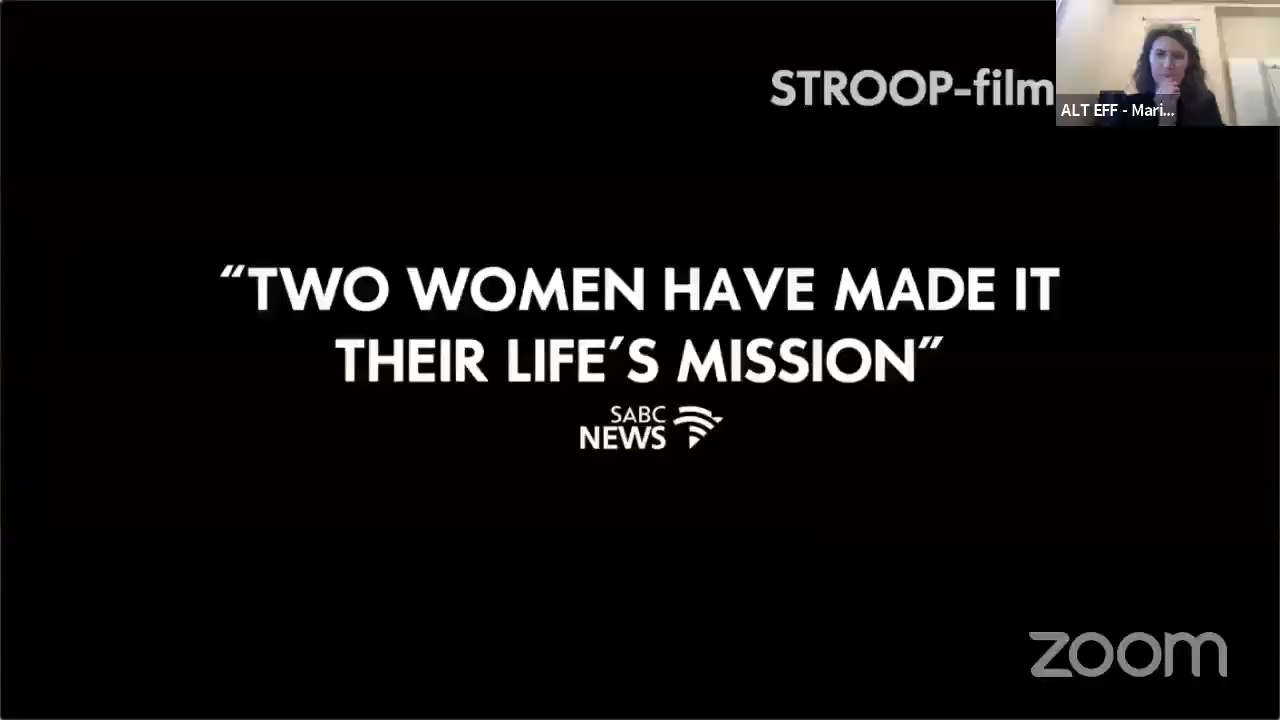 STROOP-film
ALT EFF - Mari...
“TWO WOMEN HAVE MADE IT
THEIR LIFE´S MISSION”
SABC
NEWS
zoom